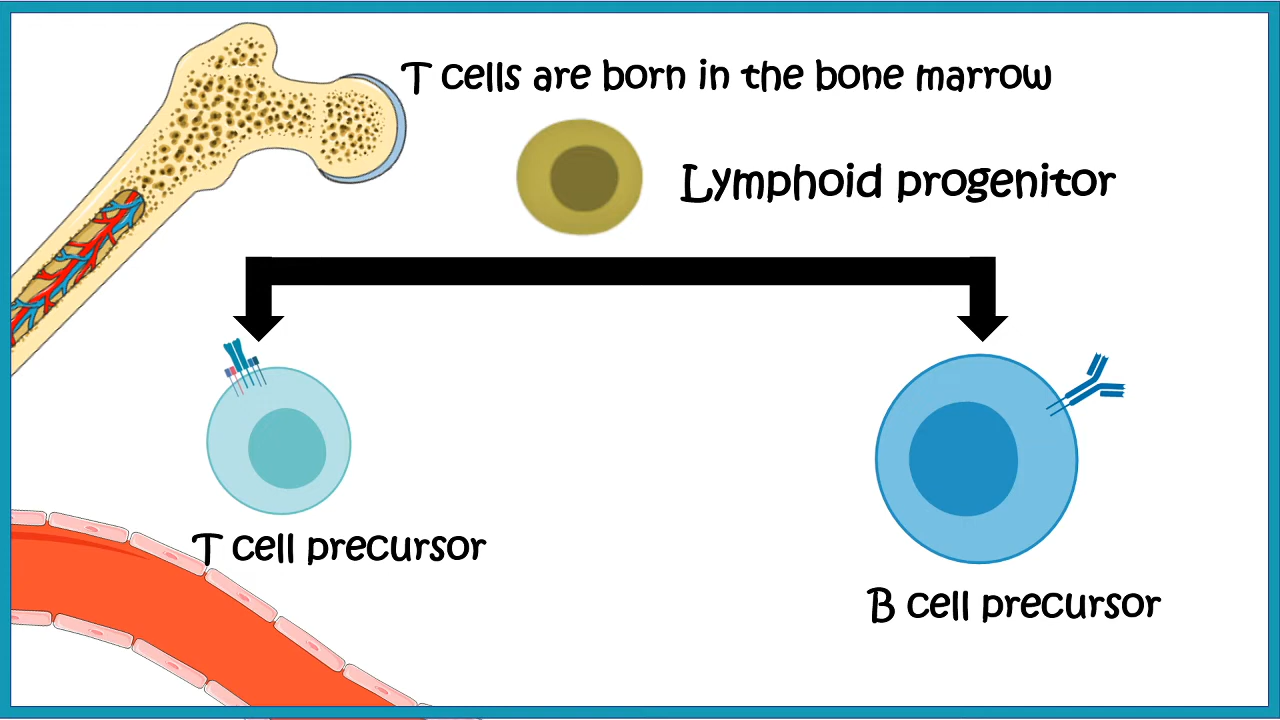 T cells are born in the bone marrow
Lymphoid progenitor
T cell precursor
B cell precursor